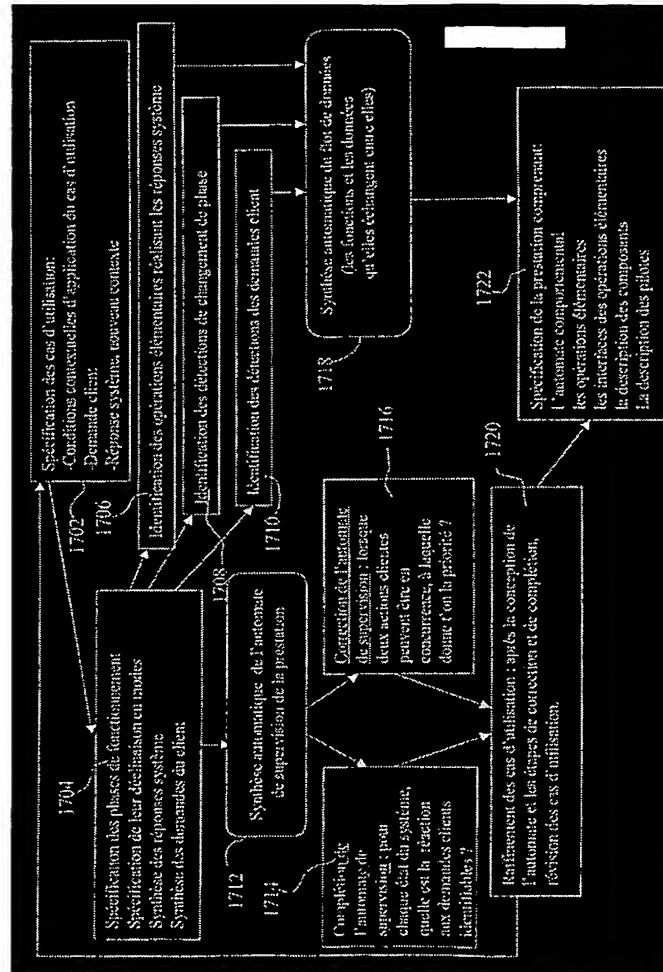 Spécification des cas d'utilisation:
-Conditions contextuelles d'application du cas d'utilisation
-Demande client
-Réponse système, nouveau contexte
1702
1704
Spécification des phases de fonctionnement
Spécification de leur déclinaison en modes
Synthèse des réponses système
Synthèse des demandes du client
1706
Identification des opérations élémentaires réalisant les réponses système
Identification des détections de changement de phase
1708
Identification des détections des demandes client
1710
Synthèse automatique de l'automate
de supervision de la prestation
1712
Synthèse automatique du flot de données
(les fonctions et les données
qu'elles échangent entre elles)
1718
1714
Complétion de
l'automate de
supervision : pour
chaque état du système,
quelle est la réaction
aux demandes clients
identifiables ?
Correction de l'automate
de supervision : lorsque
deux actions clientes
peuvent être en
concurrence, à laquelle
donne t'on la priorité ?
1716
1720
Raffinement des cas d'utilisation : après la conception de
l'automate et les étapes de correction et de complétion,
révision des cas d'utilisation.
1722
Spécification de la prestation comprenant:
L'automate comportemental
les opérations élémentaires
les interfaces des opérations élémentaires
la description des composants
La description des pilotes